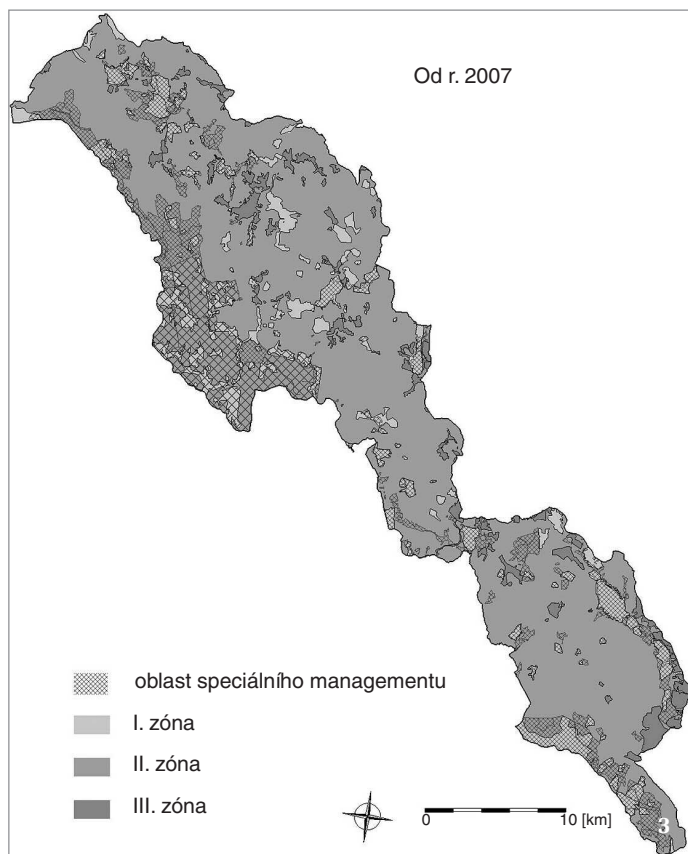 Od r. 2007
oblast speciálního managementu
I. zóna
II. zóna
III. zóna
0 10 [km]
3